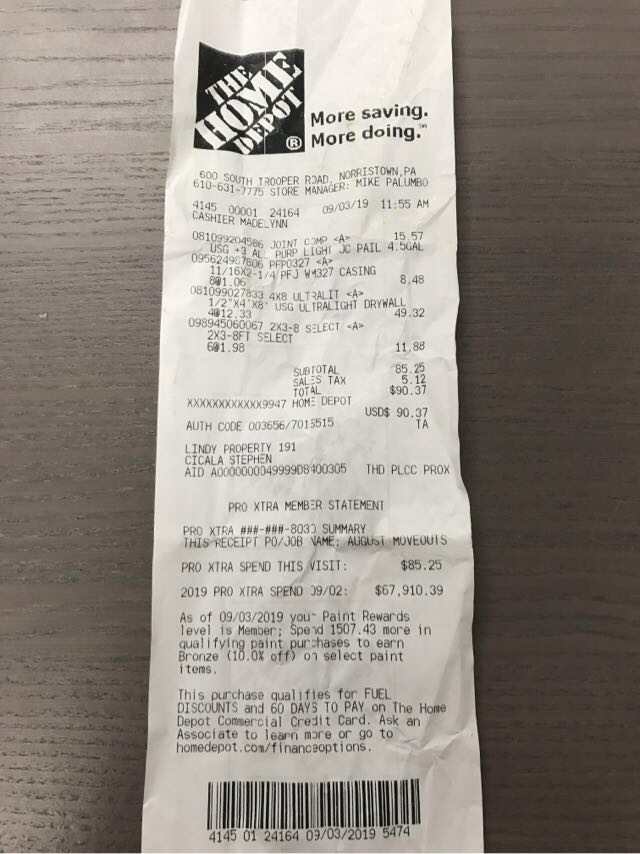 THE
HOME
DEPOT
®
More saving.
More doing.℠
600 SOUTH TROOPER ROAD, NORRISTOWN,PA
610-631-7775 STORE MANAGER: MIKE PALUMBO
4145 00001 24164 09/03/19 11:55 AM
CASHIER MADELYNN
081099204586 JOINT COMP <A> 15.57
USG +3 ALL PURP LIGHT JC PAIL 4.5GAL
095624967806 PFP0327 <A>
11/16X2-1/4 PFJ WM327 CASING
8@1.06 8.48
081099027833 4X8 ULTRALIT <A>
1/2"X4'X8' USG ULTRALIGHT DRYWALL
4@12.33 49.32
098945060067 2X3-8 SELECT <A>
2X3-8FT SELECT
6@1.98 11.88
SUBTOTAL 85.25
SALES TAX 5.12
TOTAL $90.37
XXXXXXXXXXXX9947 HOME DEPOT
USD$ 90.37
AUTH CODE 003656/7013515 TA
LINDY PROPERTY 191
CICALA STEPHEN
AID A0000000049999D8400305 THD PLCC PROX
PRO XTRA MEMBER STATEMENT
PRO XTRA ###-###-8030 SUMMARY
THIS RECEIPT PO/JOB NAME: AUGUST MOVEOUTS
PRO XTRA SPEND THIS VISIT: $85.25
2019 PRO XTRA SPEND 09/02: $67,910.39
As of 09/03/2019 your Paint Rewards
level is Member; Spend 1507.43 more in
qualifying paint purchases to earn
Bronze (10.0% off) on select paint
items.
This purchase qualifies for FUEL
DISCOUNTS and 60 DAYS TO PAY on The Home
Depot Commercial Credit Card. Ask an
Associate to learn more or go to
homedepot.com/financeoptions.
4145 01 24164 09/03/2019 5474